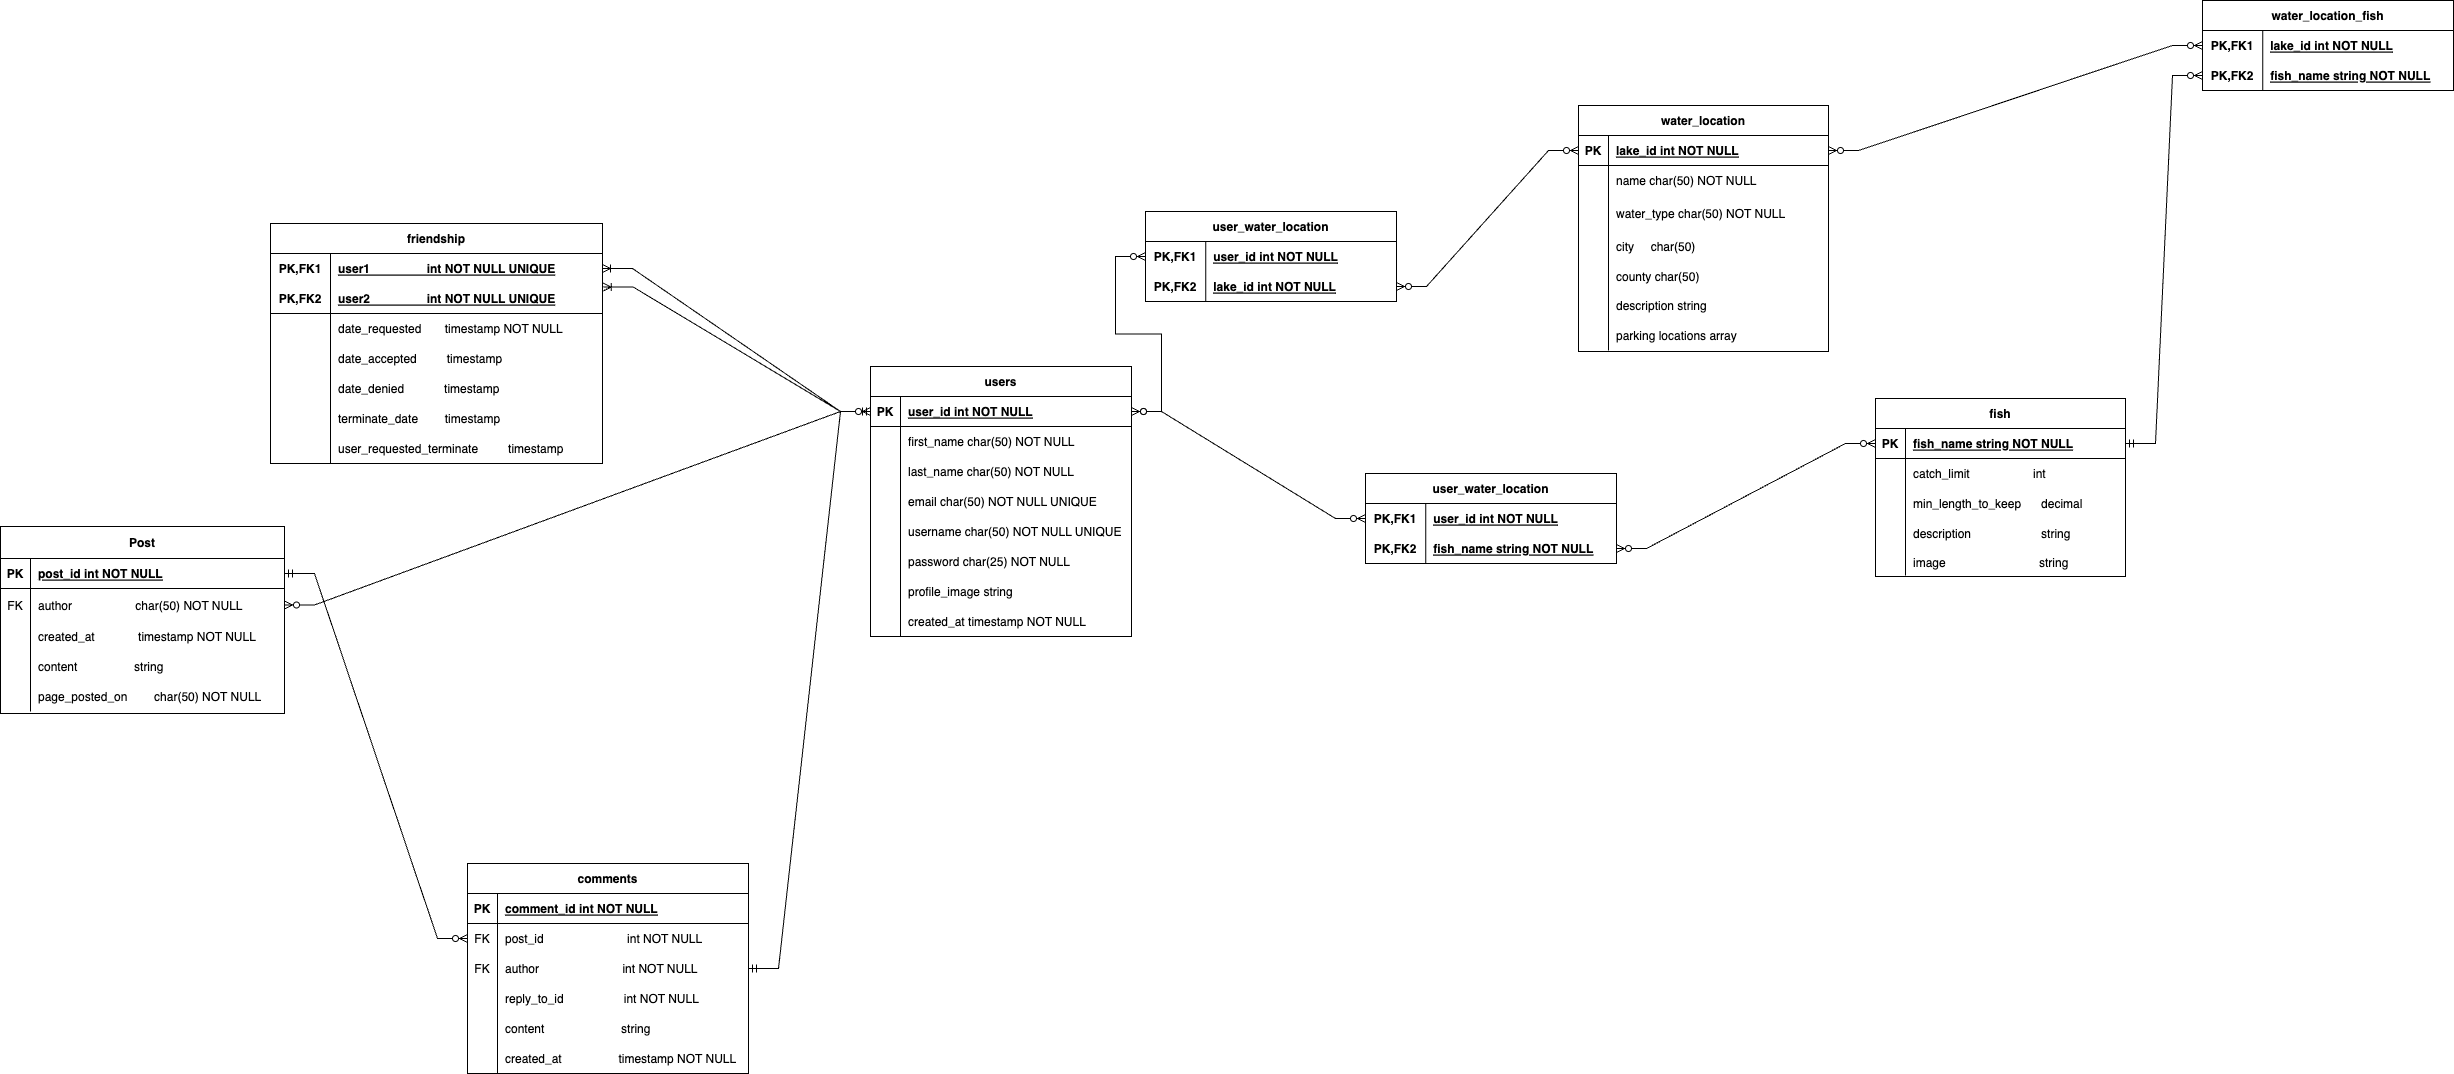 water_location_fish
PK,FK1 lake_id int NOT NULL
PK,FK2 fish_name string NOT NULL
water_location
PK lake_id int NOT NULL
name char(50) NOT NULL
water_type char(50) NOT NULL
city char(50)
county char(50)
description string
parking locations array
user_water_location
PK,FK1 user_id int NOT NULL
PK,FK2 lake_id int NOT NULL
friendship
PK,FK1 user1 int NOT NULL UNIQUE
PK,FK2 user2 int NOT NULL UNIQUE
date_requested timestamp NOT NULL
date_accepted timestamp
date_denied timestamp
terminate_date timestamp
user_requested_terminate timestamp
users
PK user_id int NOT NULL
first_name char(50) NOT NULL
last_name char(50) NOT NULL
email char(50) NOT NULL UNIQUE
username char(50) NOT NULL UNIQUE
password char(25) NOT NULL
profile_image string
created_at timestamp NOT NULL
fish
PK fish_name string NOT NULL
catch_limit int
min_length_to_keep decimal
description string
image string
user_water_location
PK,FK1 user_id int NOT NULL
PK,FK2 fish_name string NOT NULL
Post
PK post_id int NOT NULL
FK author char(50) NOT NULL
created_at timestamp NOT NULL
content string
page_posted_on char(50) NOT NULL
comments
PK comment_id int NOT NULL
FK post_id int NOT NULL
FK author int NOT NULL
reply_to_id int NOT NULL
content string
created_at timestamp NOT NULL